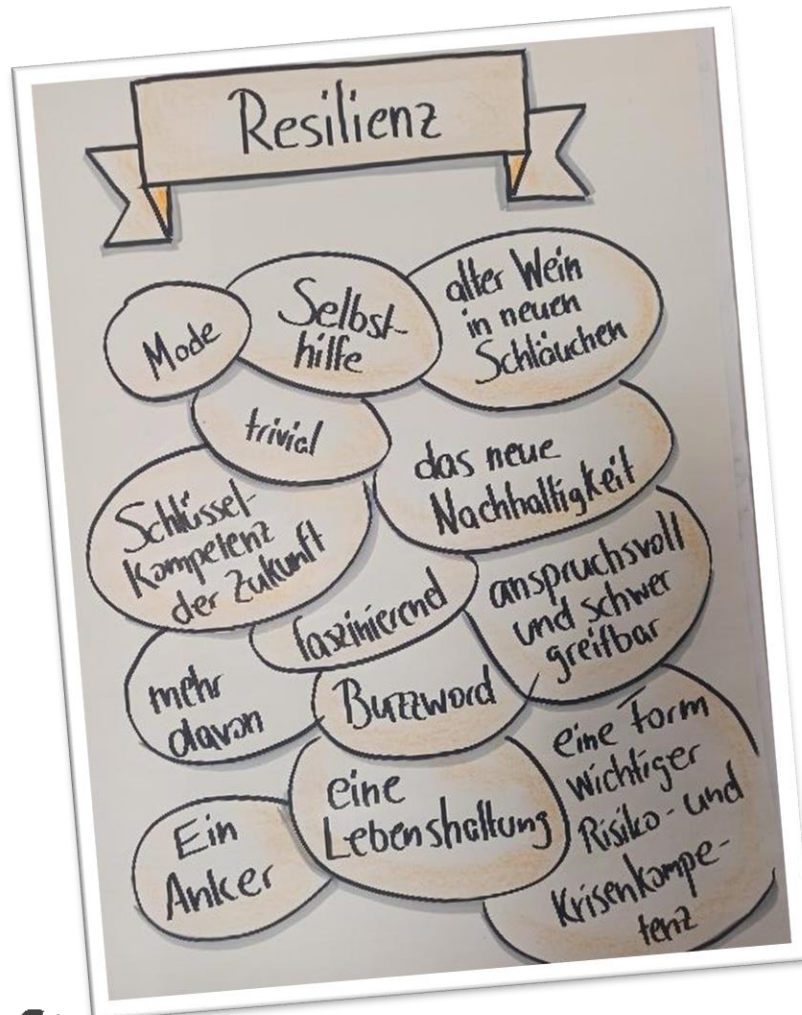 Resilienz
Mode
Selbst-
hilfe
alter Wein
in neuen
Schläuchen
trivial
das neue
Nachhaltigkeit
Schlüssel-
kompetenz
der Zukunft
faszinierend
anspruchsvoll
und schwer
greifbar
mehr
davon
Buzzword
eine Form
wichtiger
Risiko- und
Krisenkompe-
tenz
eine
Lebenshaltung
Ein
Anker